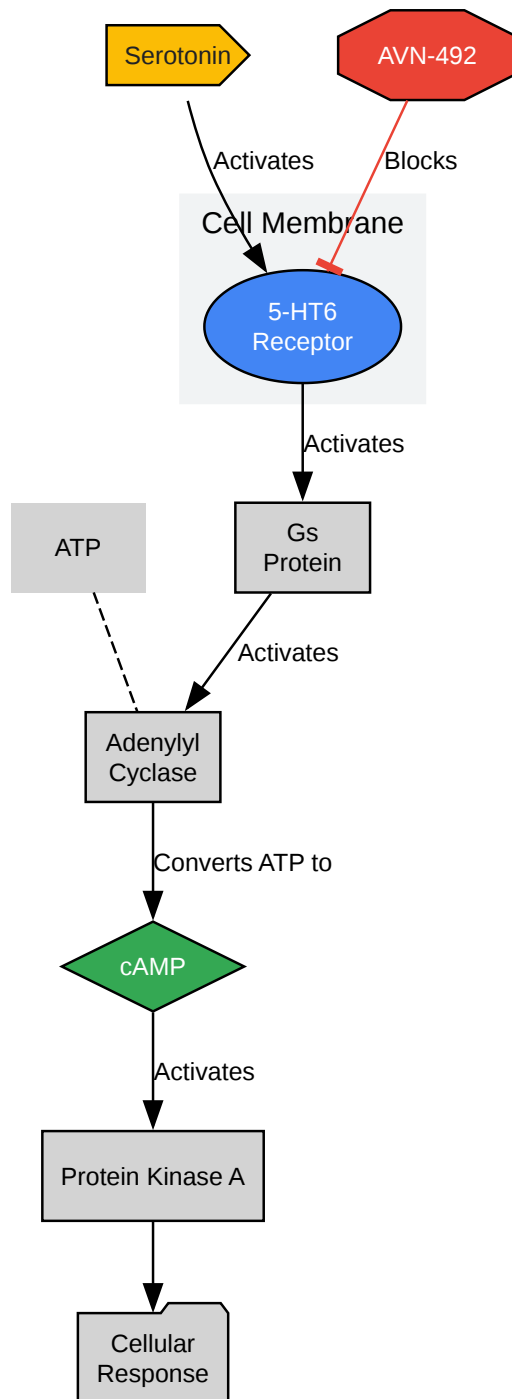 Serotonin
AVN-492
Activates
Blocks
Cell Membrane
5-HT6
Receptor
Activates
Gs
Protein
ATP
Activates
Adenylyl
Cyclase
Converts ATP to
cAMP
Activates
Protein Kinase A
Cellular
Response